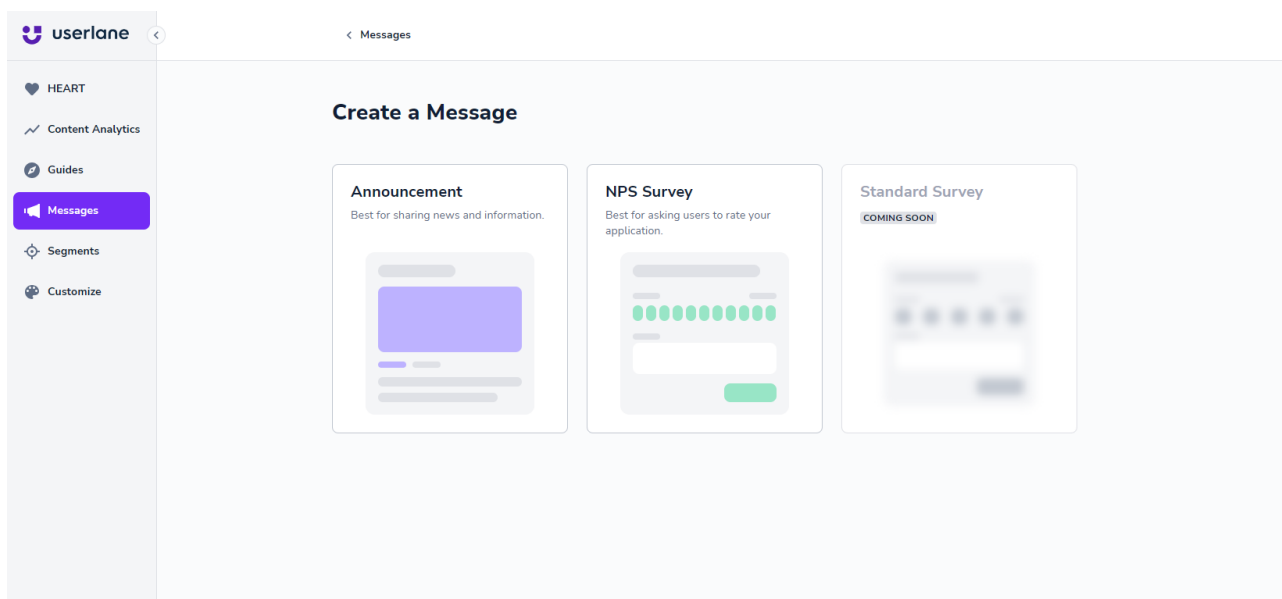 userlane
Messages
HEART
Content Analytics
Guides
Messages
Segments
Customize
Create a Message
Announcement
Best for sharing news and information.
NPS Survey
Best for asking users to rate your
application.
Standard Survey
COMING SOON